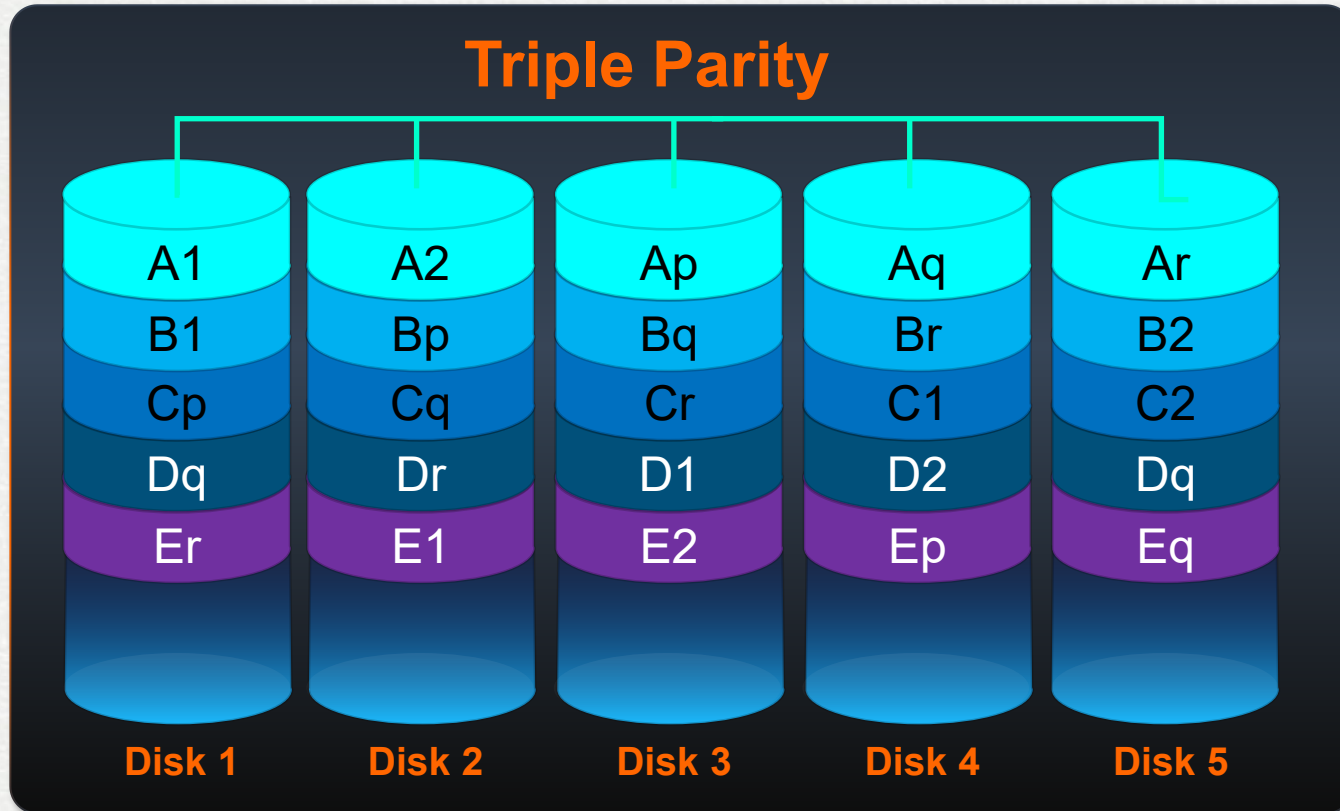 Triple Parity
A1 A2 Ap Aq Ar
B1 Bp Bq Br B2
Cp Cq Cr C1 C2
Dq Dr D1 D2 Dq
Er E1 E2 Ep Eq
Disk 1 Disk 2 Disk 3 Disk 4 Disk 5